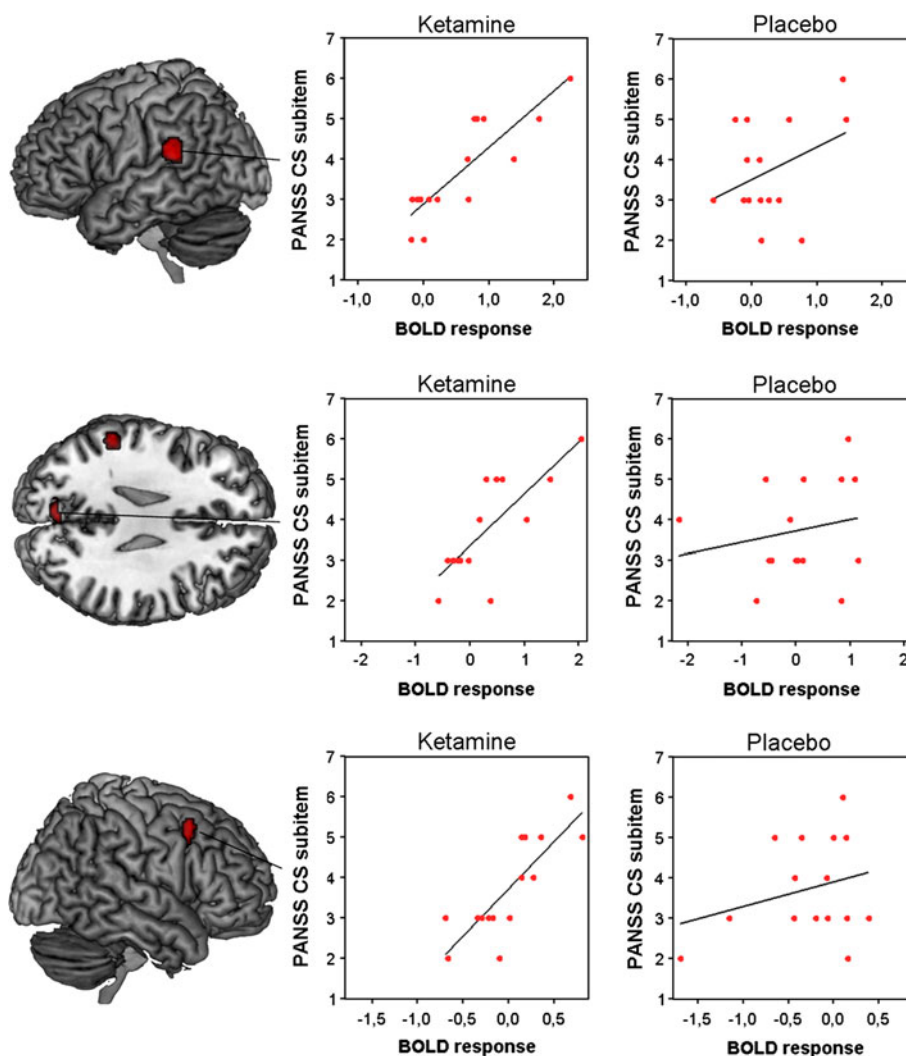 Ketamine
Placebo
PANSS CS subitem
7
6
5
4
3
2
1
-1,0 0,0 1,0 2,0
BOLD response
PANSS CS subitem
7
6
5
4
3
2
1
-1,0 0,0 1,0 2,0
BOLD response
Ketamine
Placebo
PANSS CS subitem
7
6
5
4
3
2
1
-2 -1 0 1 2
BOLD response
PANSS CS subitem
7
6
5
4
3
2
1
-2 -1 0 1 2
BOLD response
Ketamine
Placebo
PANSS CS subitem
7
6
5
4
3
2
1
-1,5 -1,0 -0,5 0,0 0,5
BOLD response
PANSS CS subitem
7
6
5
4
3
2
1
-1,5 -1,0 -0,5 0,0 0,5
BOLD response